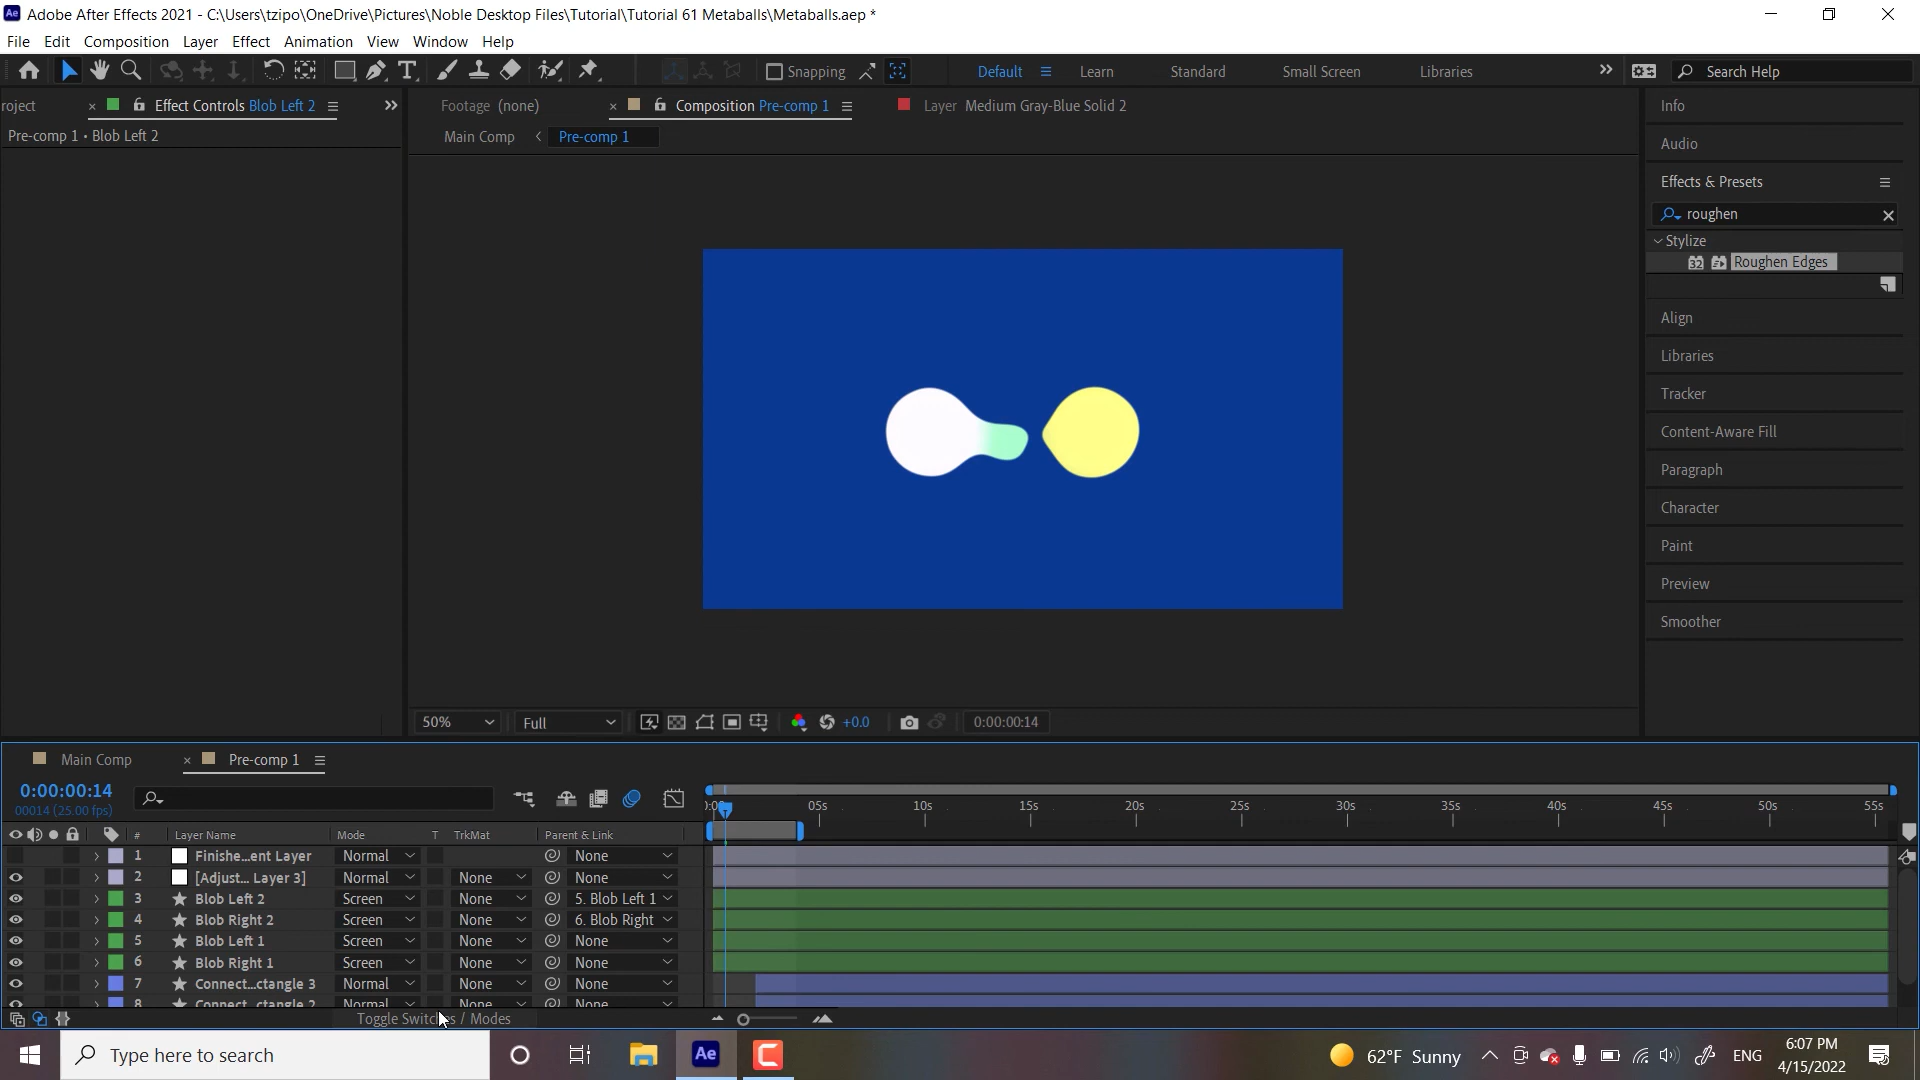 Adobe After Effects 2021 - C:\Users\tzipo\OneDrive\Pictures\Noble Desktop Files\Tutorial\Tutorial 61 Metaballs\Metaballs.aep *
File Edit Composition Layer Effect Animation View Window Help
Snapping Default Learn Standard Small Screen Libraries Search Help
roject Effect Controls Blob Left 2 Footage (none) Composition Pre-comp 1 Layer Medium Gray-Blue Solid 2 Info
Pre-comp 1 • Blob Left 2 Main Comp Pre-comp 1
Audio
Effects & Presets
roughen
Stylize
32 Roughen Edges
Align
Libraries
Tracker
Content-Aware Fill
Paragraph
Character
Paint
Preview
Smoother
50% Full +0.0 0:00:00:14
Main Comp Pre-comp 1
0:00:00:14
00014 (25.00 fps)
05s 10s 15s 20s 25s 30s 35s 40s 45s 50s 55s
# Layer Name Mode T TrkMat Parent & Link
1 Finishe...ent Layer Normal None
2 [Adjust... Layer 3] Normal None None
3 Blob Left 2 Screen None 5. Blob Left 1
4 Blob Right 2 Screen None 6. Blob Right
5 Blob Left 1 Screen None None
6 Blob Right 1 Screen None None
7 Connect...ctangle 3 Normal None None
8 Connect...ctangle 2 Normal None None
Toggle Switches / Modes
Type here to search Ae 62°F Sunny ENG 6:07 PM
4/15/2022